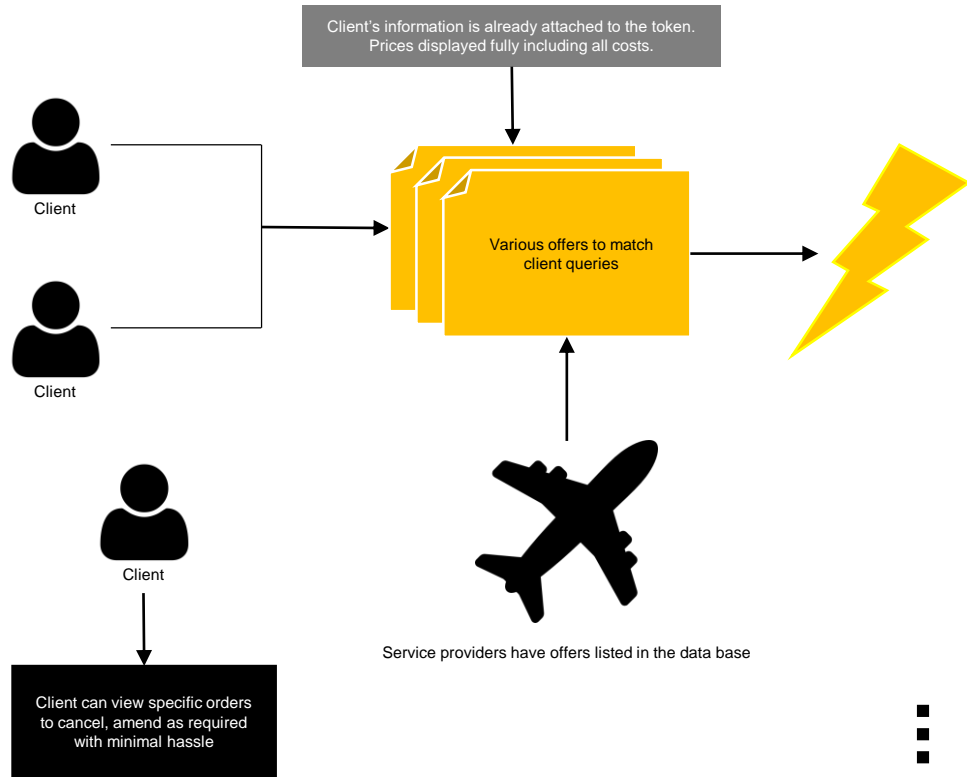 Client's information is already attached to the token.
Prices displayed fully including all costs.
Client
Various offers to match
client queries
Client
Client
Service providers have offers listed in the data base
Client can view specific orders
to cancel, amend as required
with minimal hassle